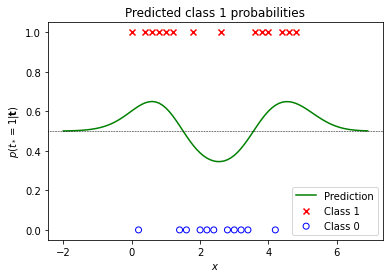 Predicted class 1 probabilities
p(t* = 1|t)
1.0
0.8
0.6
0.4
0.2
0.0
−2
0
2
4
6
x
Prediction
Class 1
Class 0